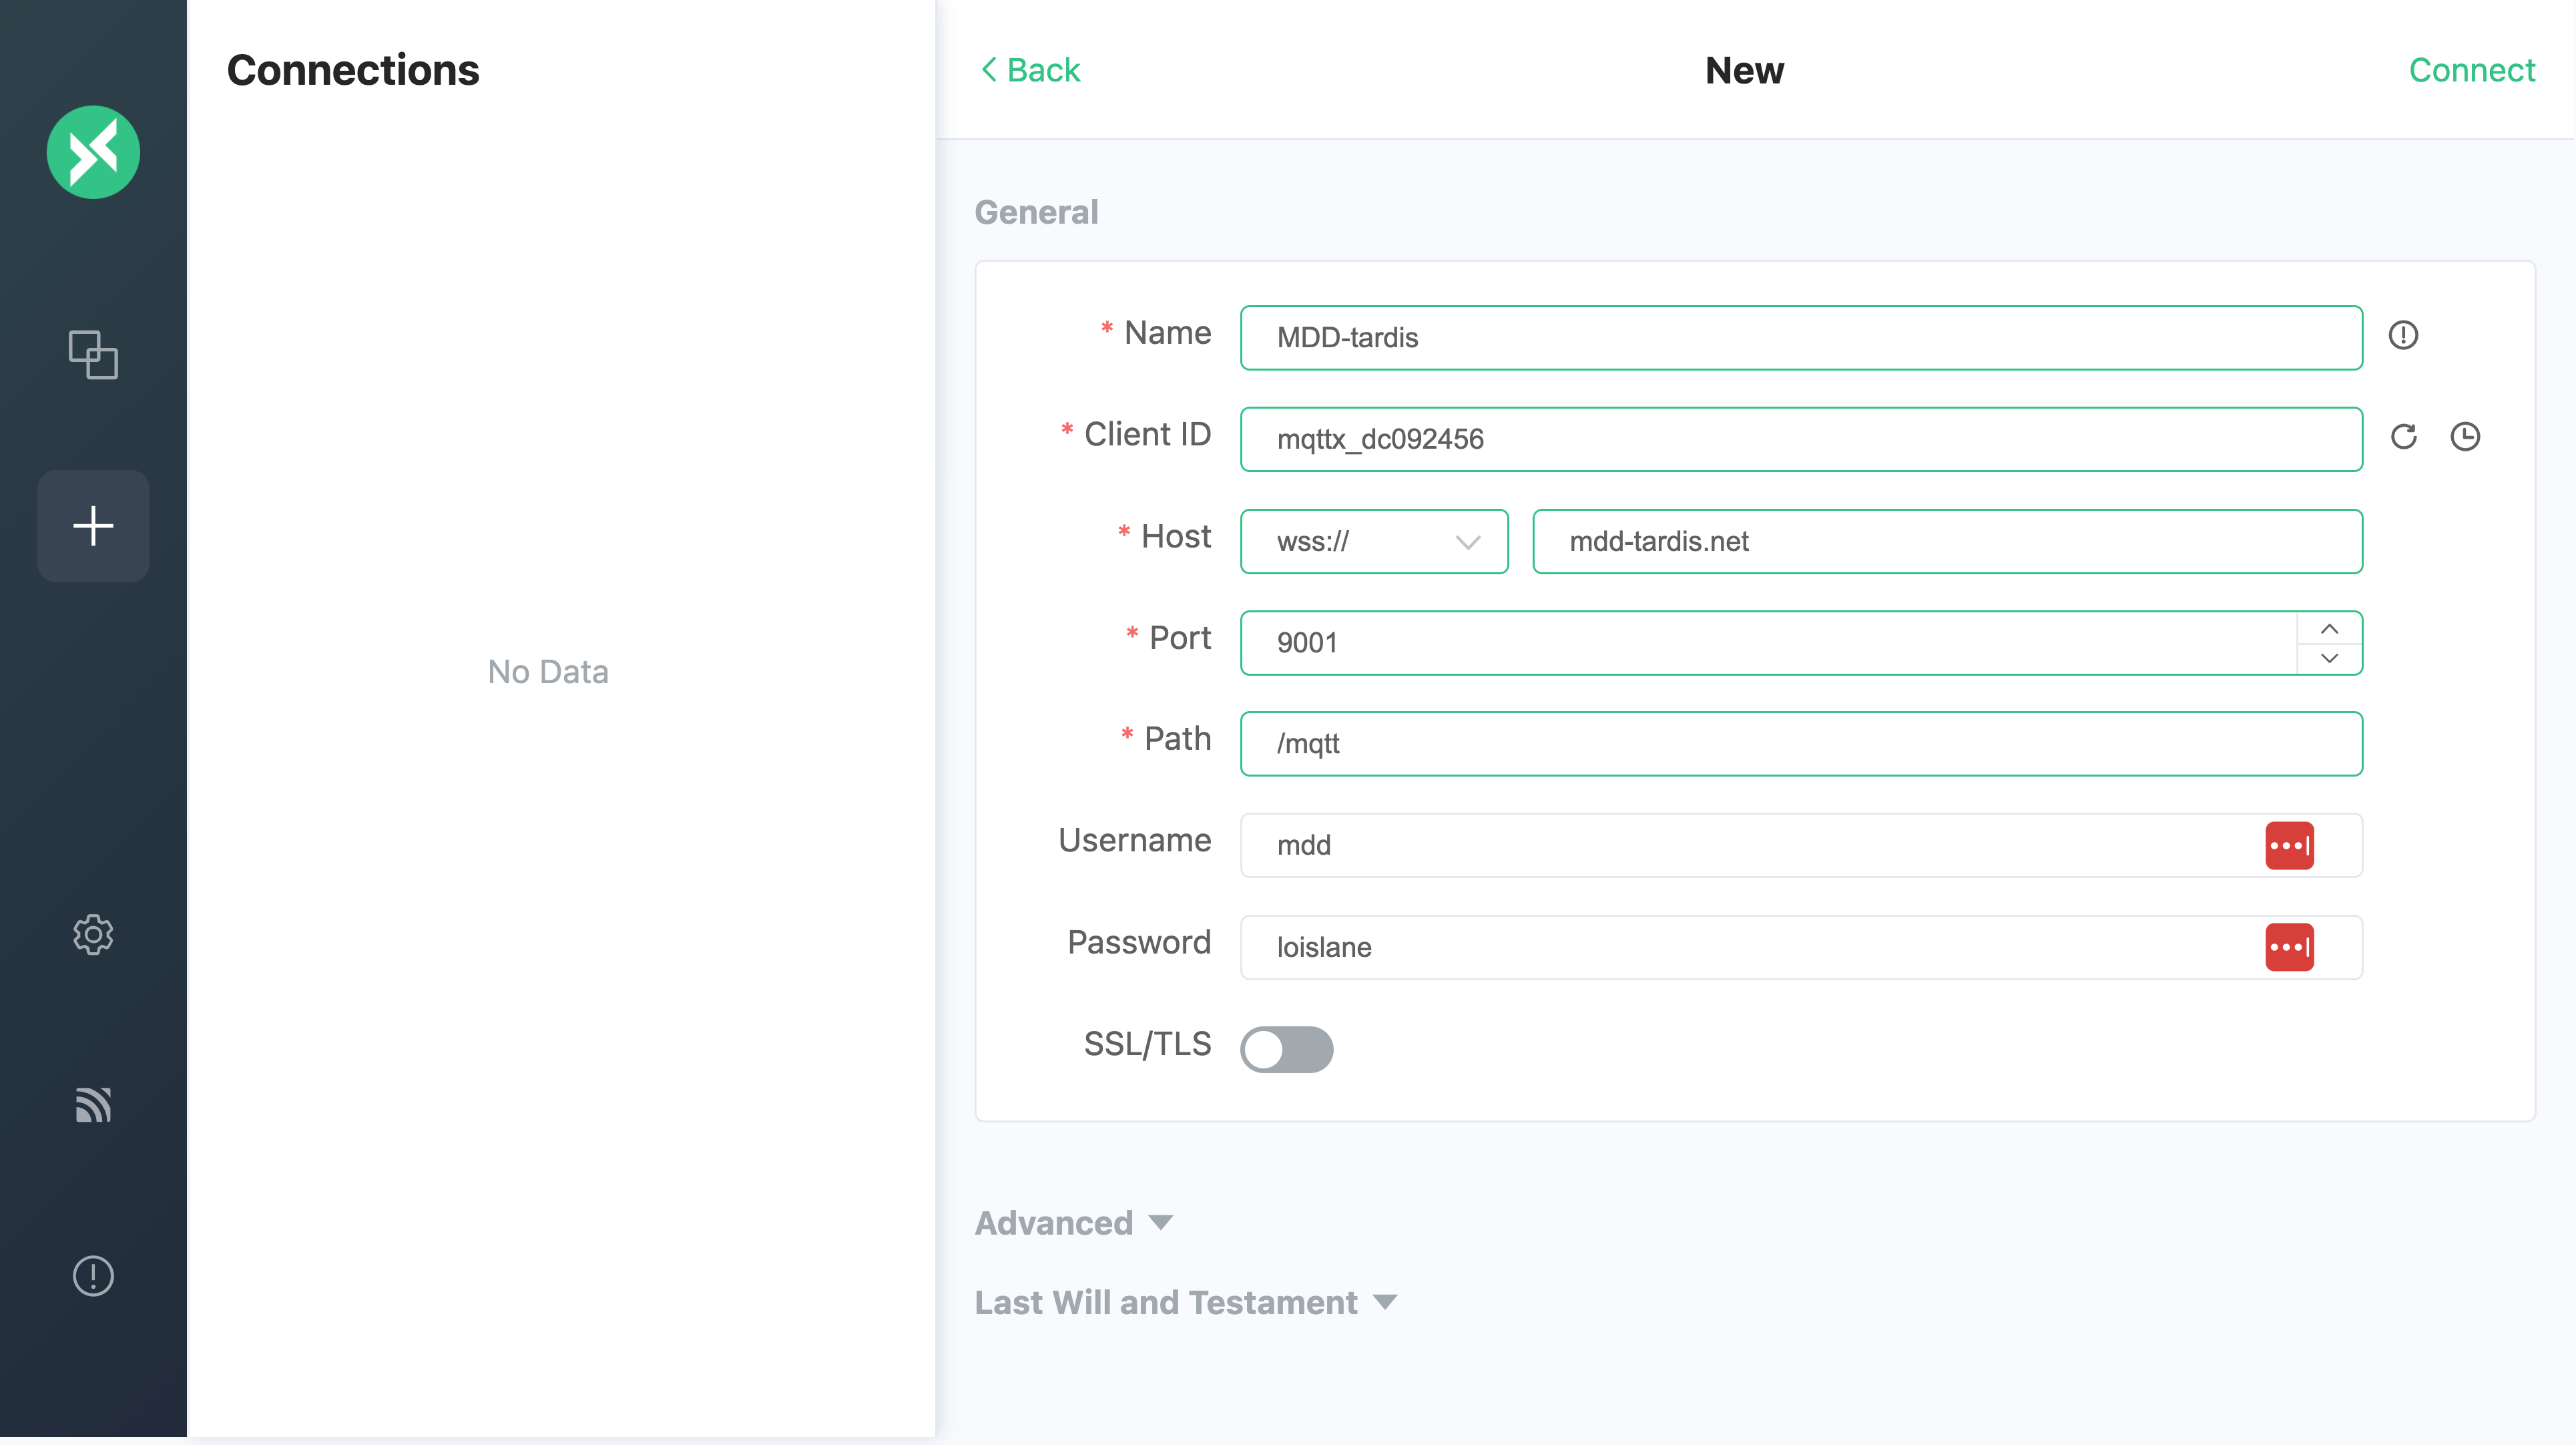 Connections
No Data
Back
New
Connect
General
* Name
MDD-tardis
* Client ID
mqttx_dc092456
* Host
wss://
mdd-tardis.net
* Port
9001
* Path
/mqtt
Username
mdd
Password
loislane
SSL/TLS
Advanced
Last Will and Testament